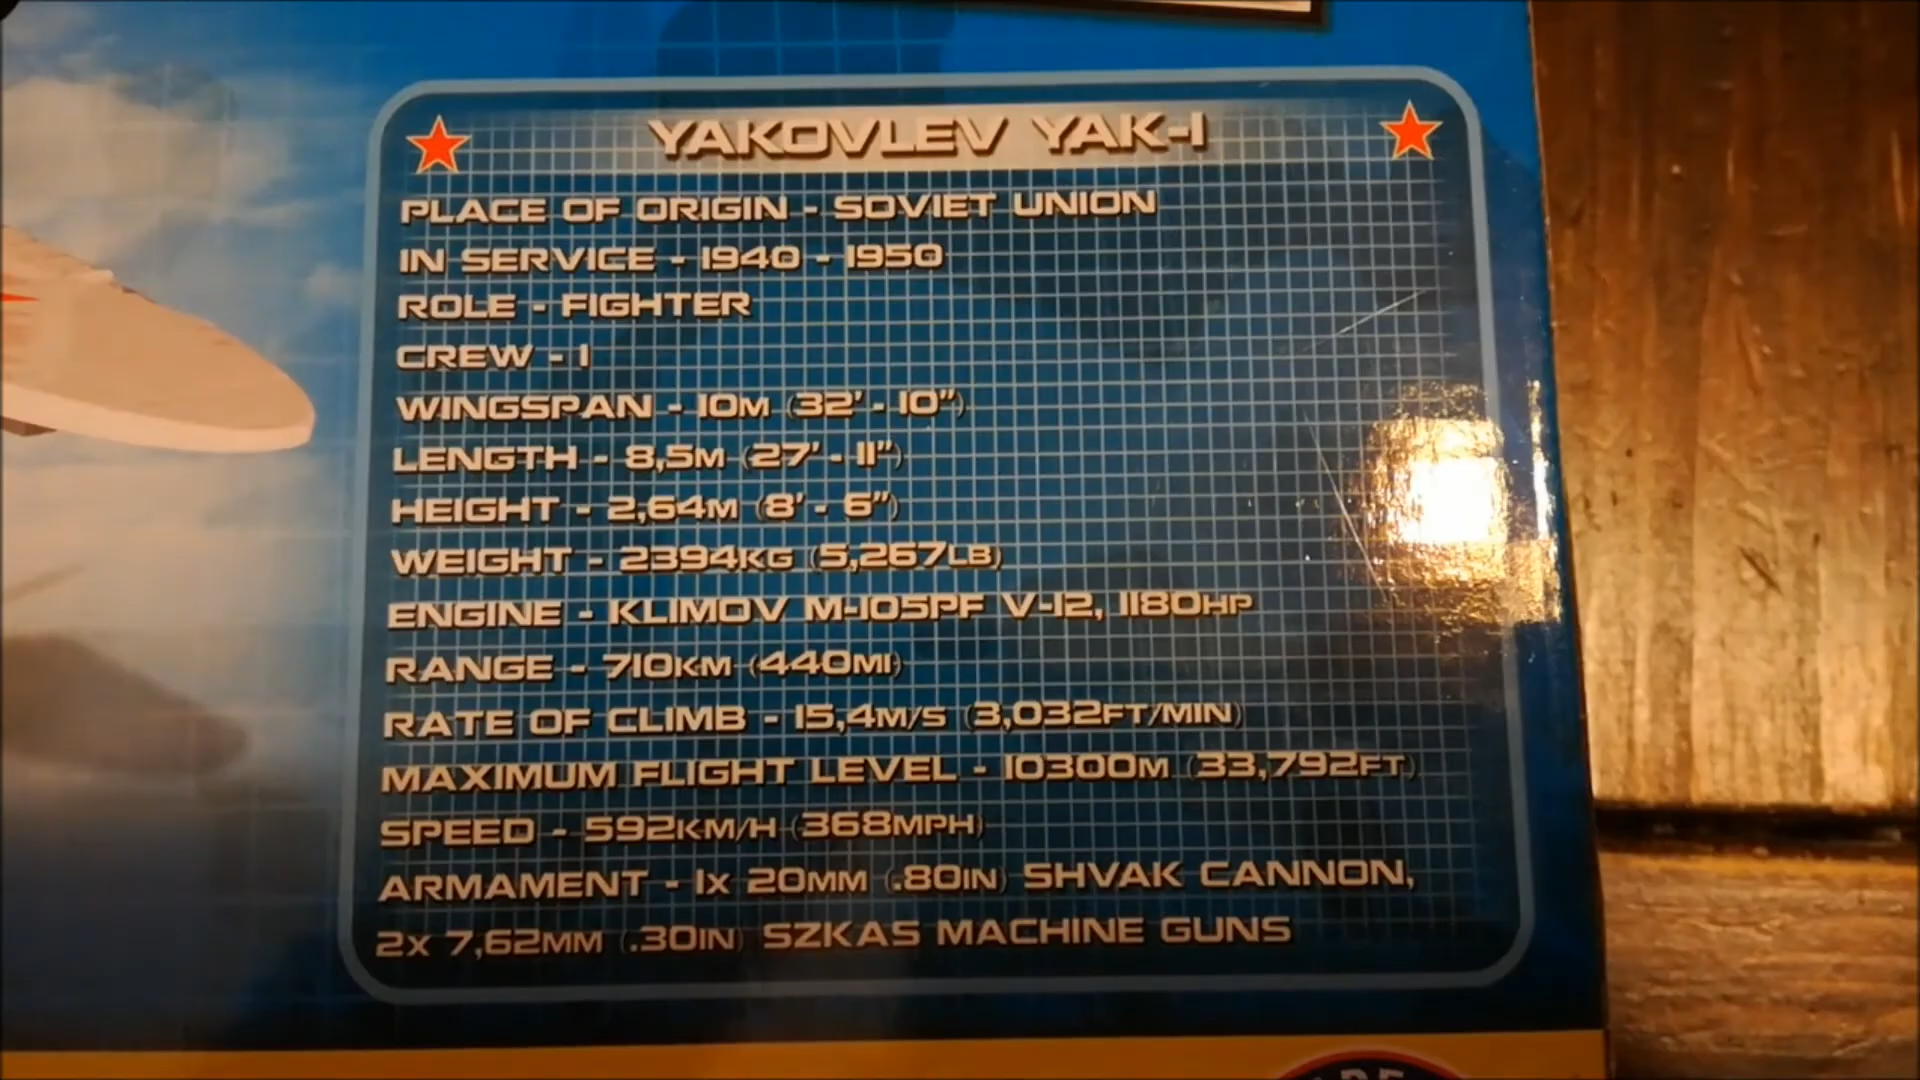 YAKOVLEV YAK-1
PLACE OF ORIGIN - SOVIET UNION
IN SERVICE - 1940 - 1950
ROLE - FIGHTER
CREW - 1
WINGSPAN - 10M (32' - 10")
LENGTH - 8,5M (27' - 11")
HEIGHT - 2,64M (8' - 6")
WEIGHT - 2394KG (5,267LB)
ENGINE - KLIMOV M-105PF V-12, 1180HP
RANGE - 710KM (440MI)
RATE OF CLIMB - 15,4M/S (3,032FT/MIN)
MAXIMUM FLIGHT LEVEL - 10300M (33,792FT)
SPEED - 592KM/H (368MPH)
ARMAMENT - 1X 20MM (.80IN) SHVAK CANNON,
2X 7,62MM (.30IN) SZKAS MACHINE GUNS